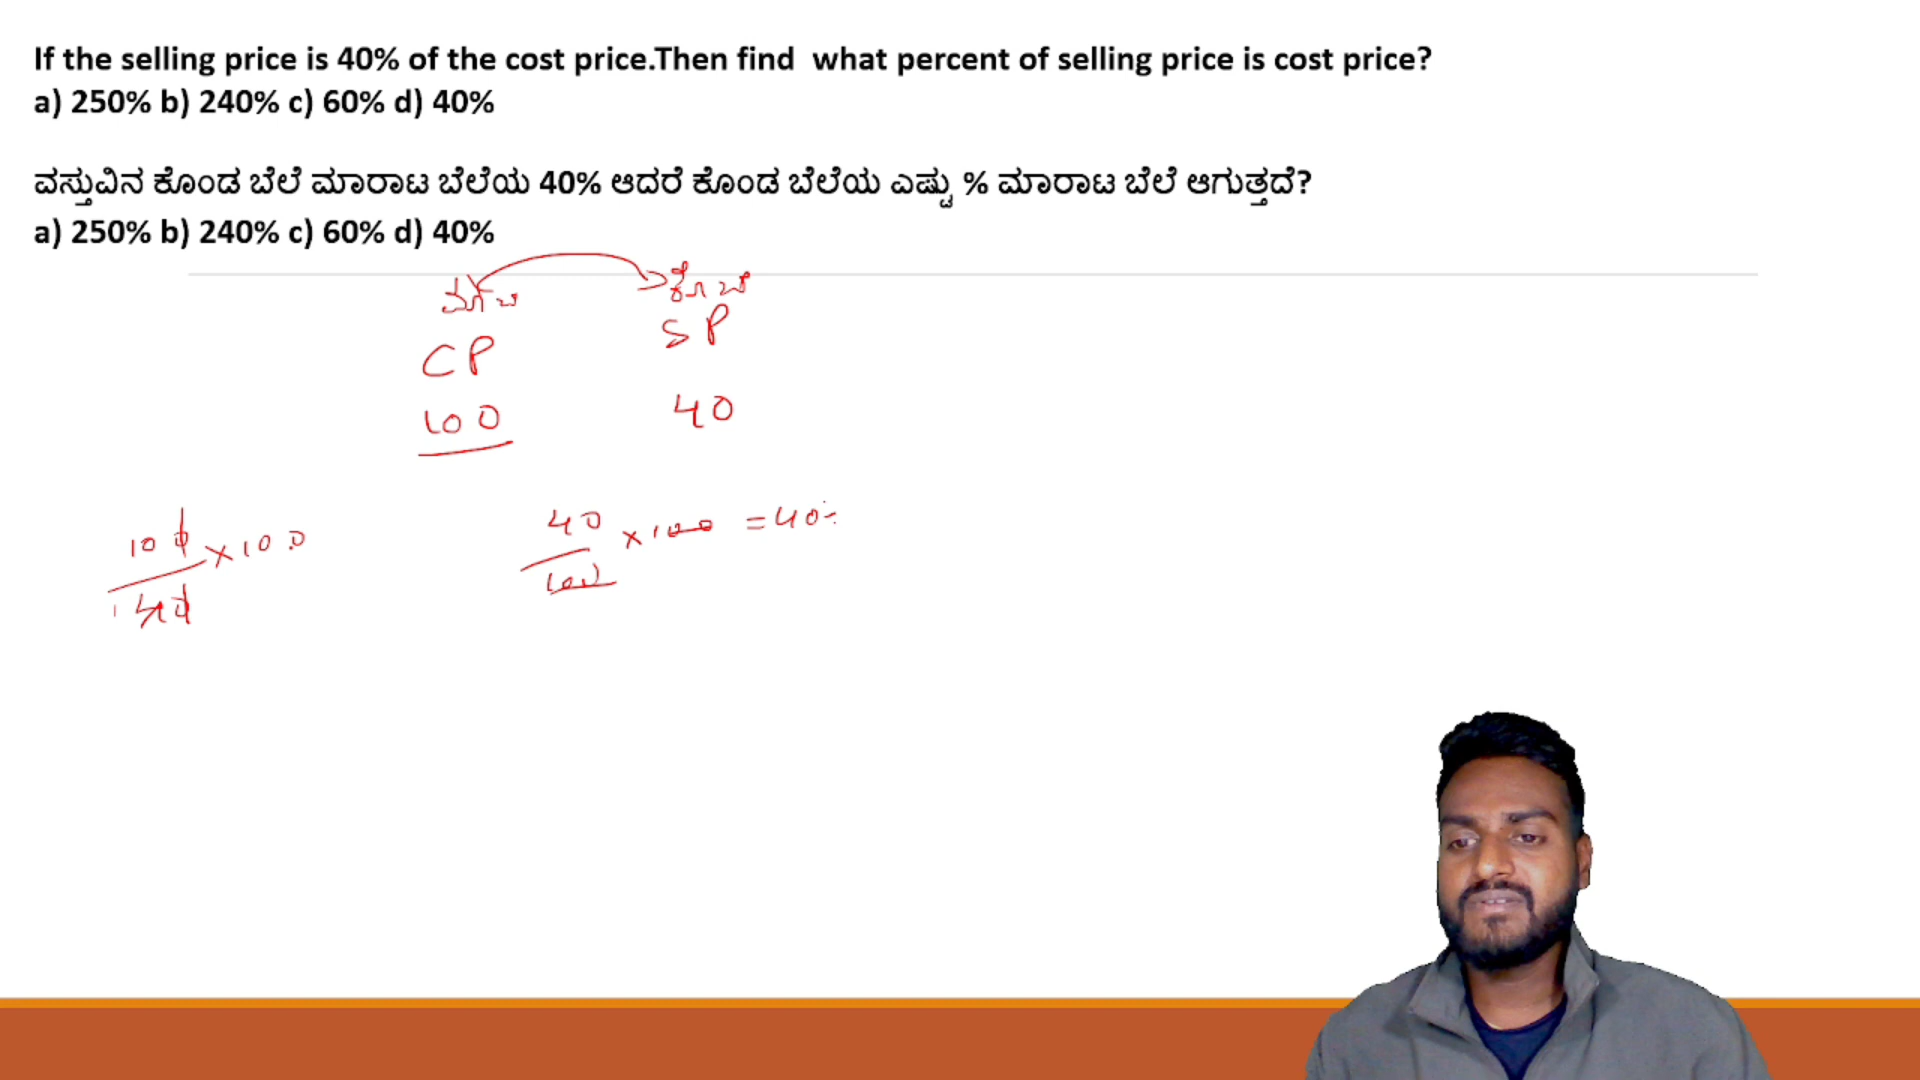 If the selling price is 40% of the cost price.Then find  what percent of selling price is cost price?
a) 250% b) 240% c) 60% d) 40%
ವಸ್ತುವಿನ ಕೊಂಡ ಬೆಲೆ ಮಾರಾಟ ಬೆಲೆಯ 40% ಆದರೆ ಕೊಂಡ ಬೆಲೆಯ ಎಷ್ಟು % ಮಾರಾಟ ಬೆಲೆ ಆಗುತ್ತದೆ?
a) 250% b) 240% c) 60% d) 40%
CP SP
100 40
100/40 × 100
40/100 × 100 = 40%